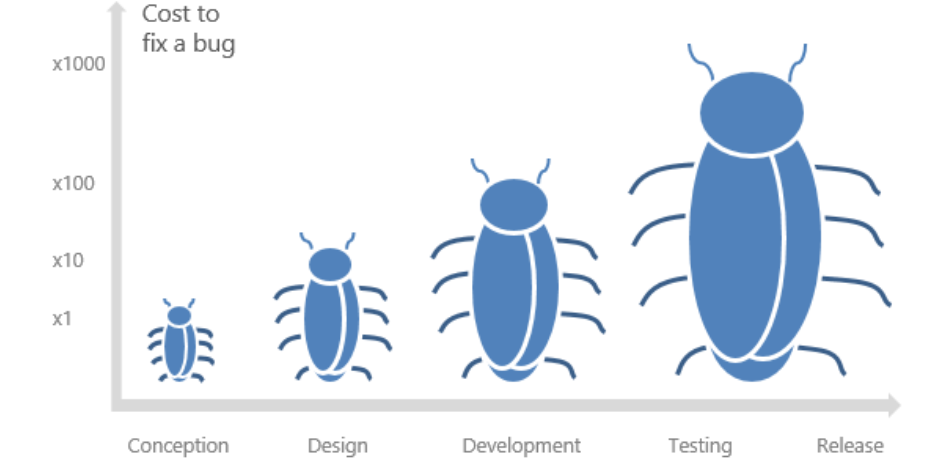 Cost to
fix a bug
x1000
x100
x10
x1
Conception Design Development Testing Release